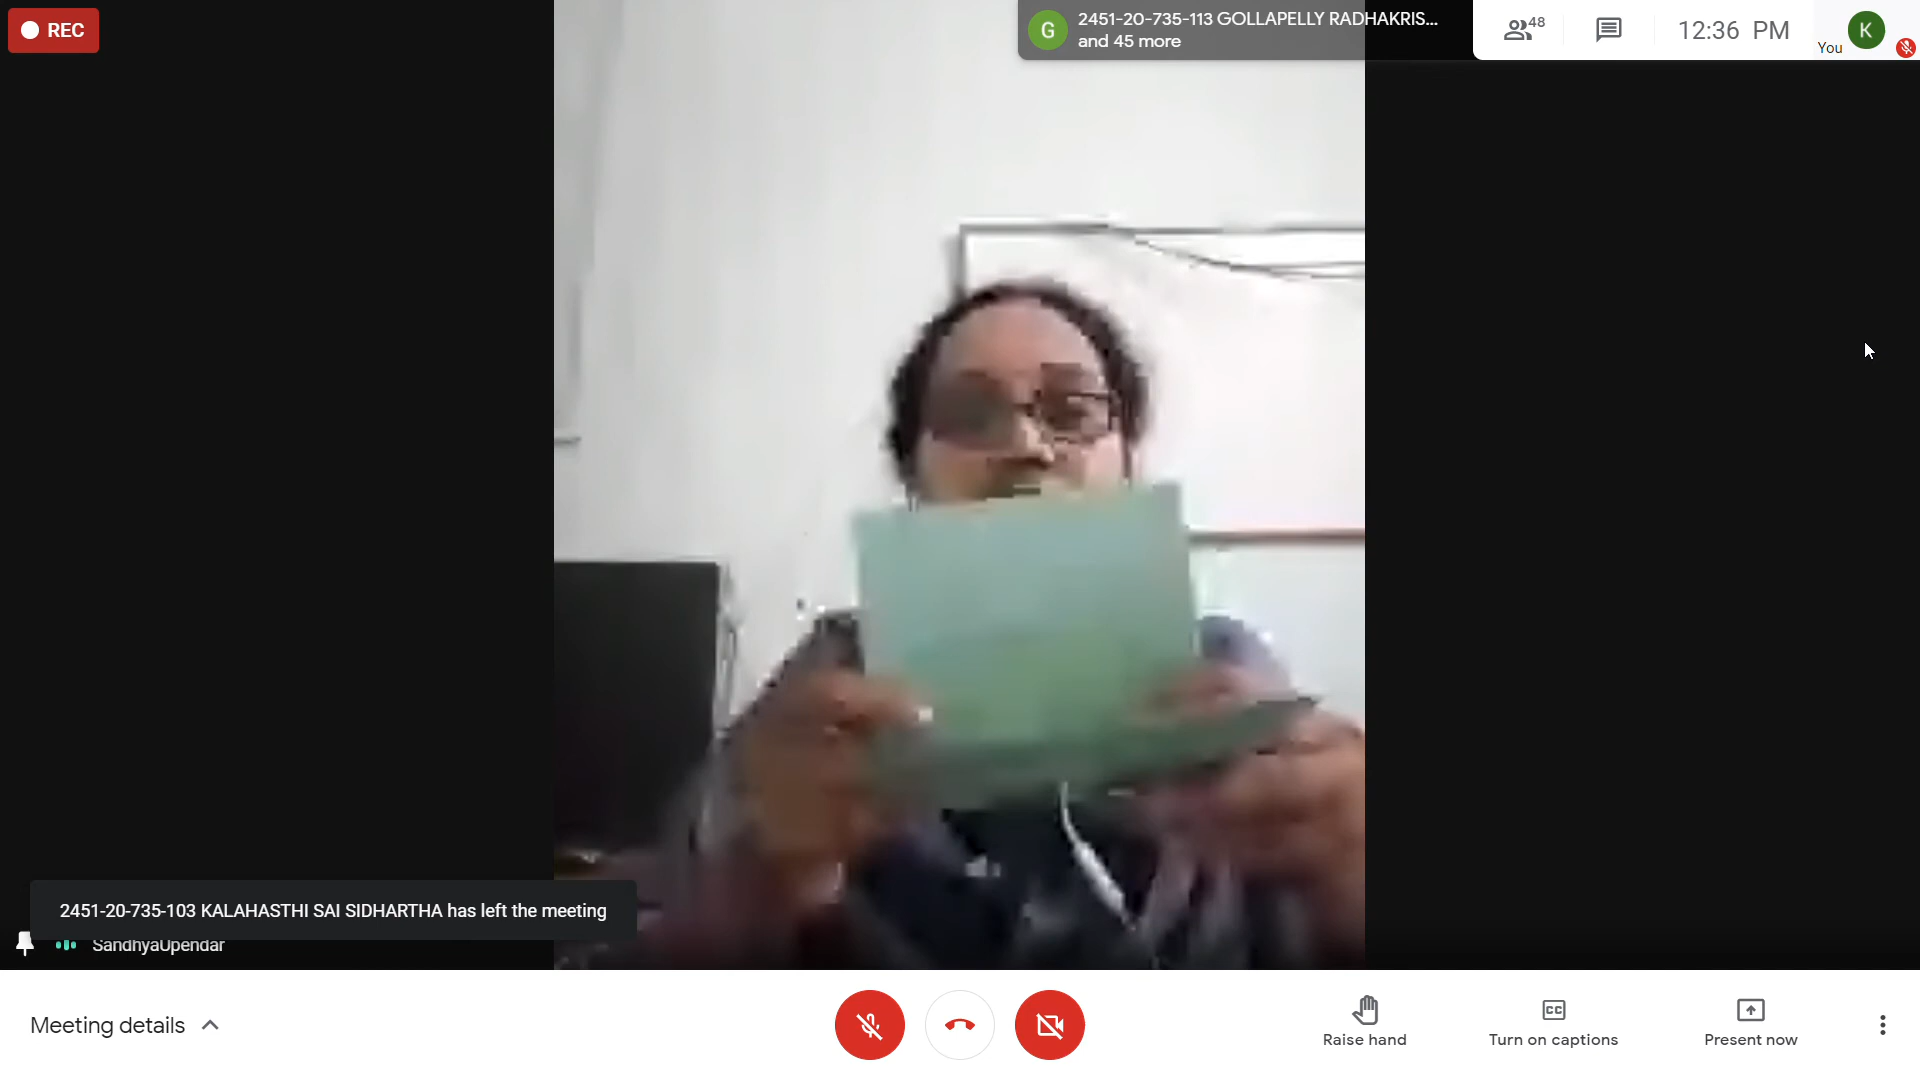 REC
G
2451-20-735-113 GOLLAPELLY RADHAKRIS...
and 45 more
48
12:36 PM
You
K
2451-20-735-103 KALAHASTHI SAI SIDHARTHA has left the meeting
SandhyaUpendar
Meeting details
Raise hand
CC
Turn on captions
Present now